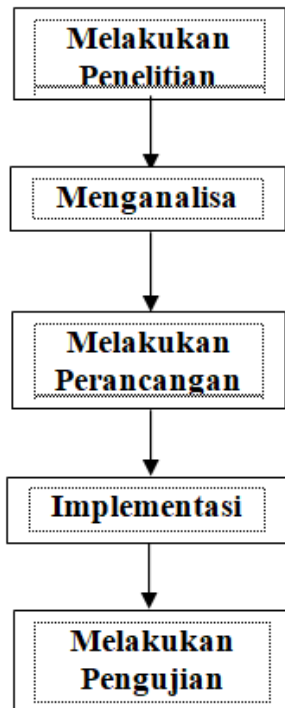 Melakukan
Penelitian
Menganalisa
Melakukan
Perancangan
Implementasi
Melakukan
Pengujian